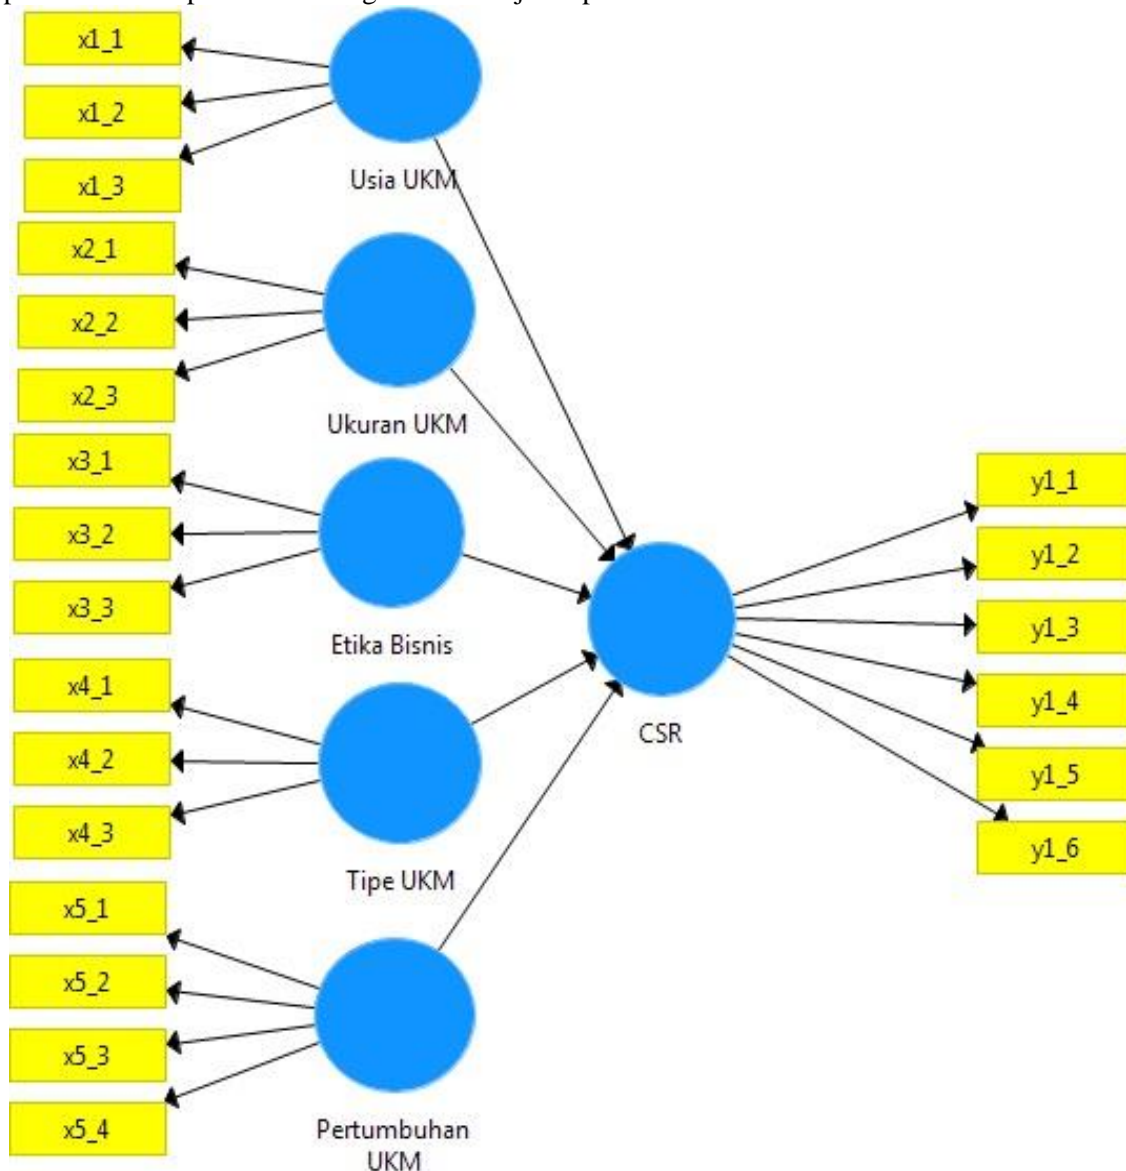 x1_1
x1_2
x1_3
Usia UKM
x2_1
x2_2
x2_3
Ukuran UKM
x3_1
x3_2
x3_3
Etika Bisnis
x4_1
x4_2
x4_3
Tipe UKM
x5_1
x5_2
x5_3
x5_4
Pertumbuhan
UKM
CSR
y1_1
y1_2
y1_3
y1_4
y1_5
y1_6